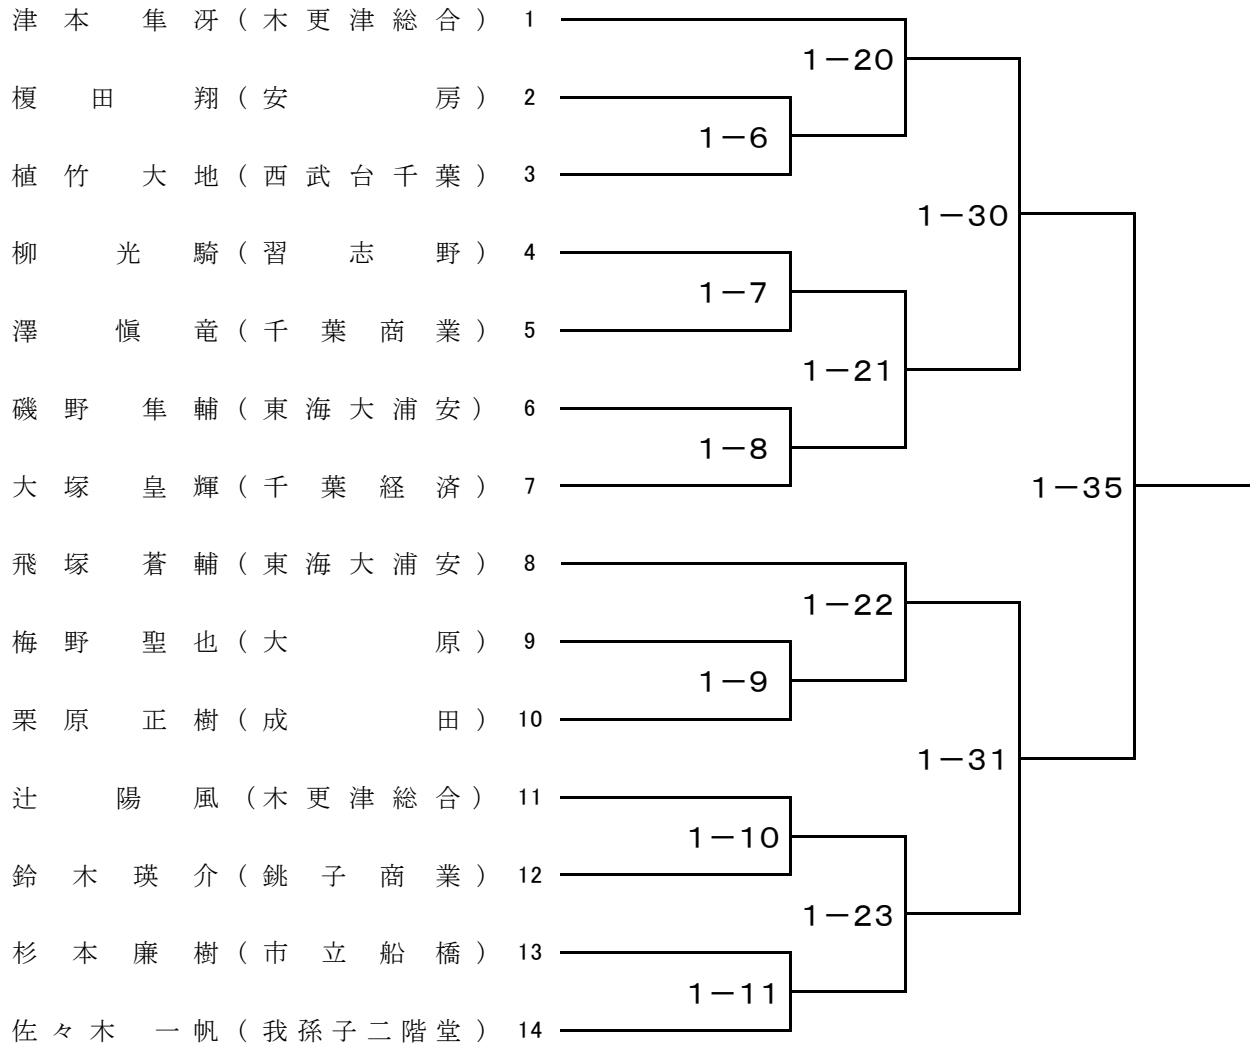 津本 隼冴(木更津総合) 1
1－20
榎田 翔(安房) 2
1－6
植竹 大地(西武台千葉) 3
1－30
柳 光騎(習志野) 4
1－7
澤 愼竜(千葉商業) 5
1－21
磯野 隼輔(東海大浦安) 6
1－8
大塚 皇輝(千葉経済) 7
1－35
飛塚 蒼輔(東海大浦安) 8
1－22
梅野 聖也(大原) 9
1－9
栗原 正樹(成田) 10
1－31
辻 陽風(木更津総合) 11
1－10
鈴木瑛介(銚子商業) 12
1－23
杉本廉樹(市立船橋) 13
1－11
佐々木 一帆(我孫子二階堂) 14